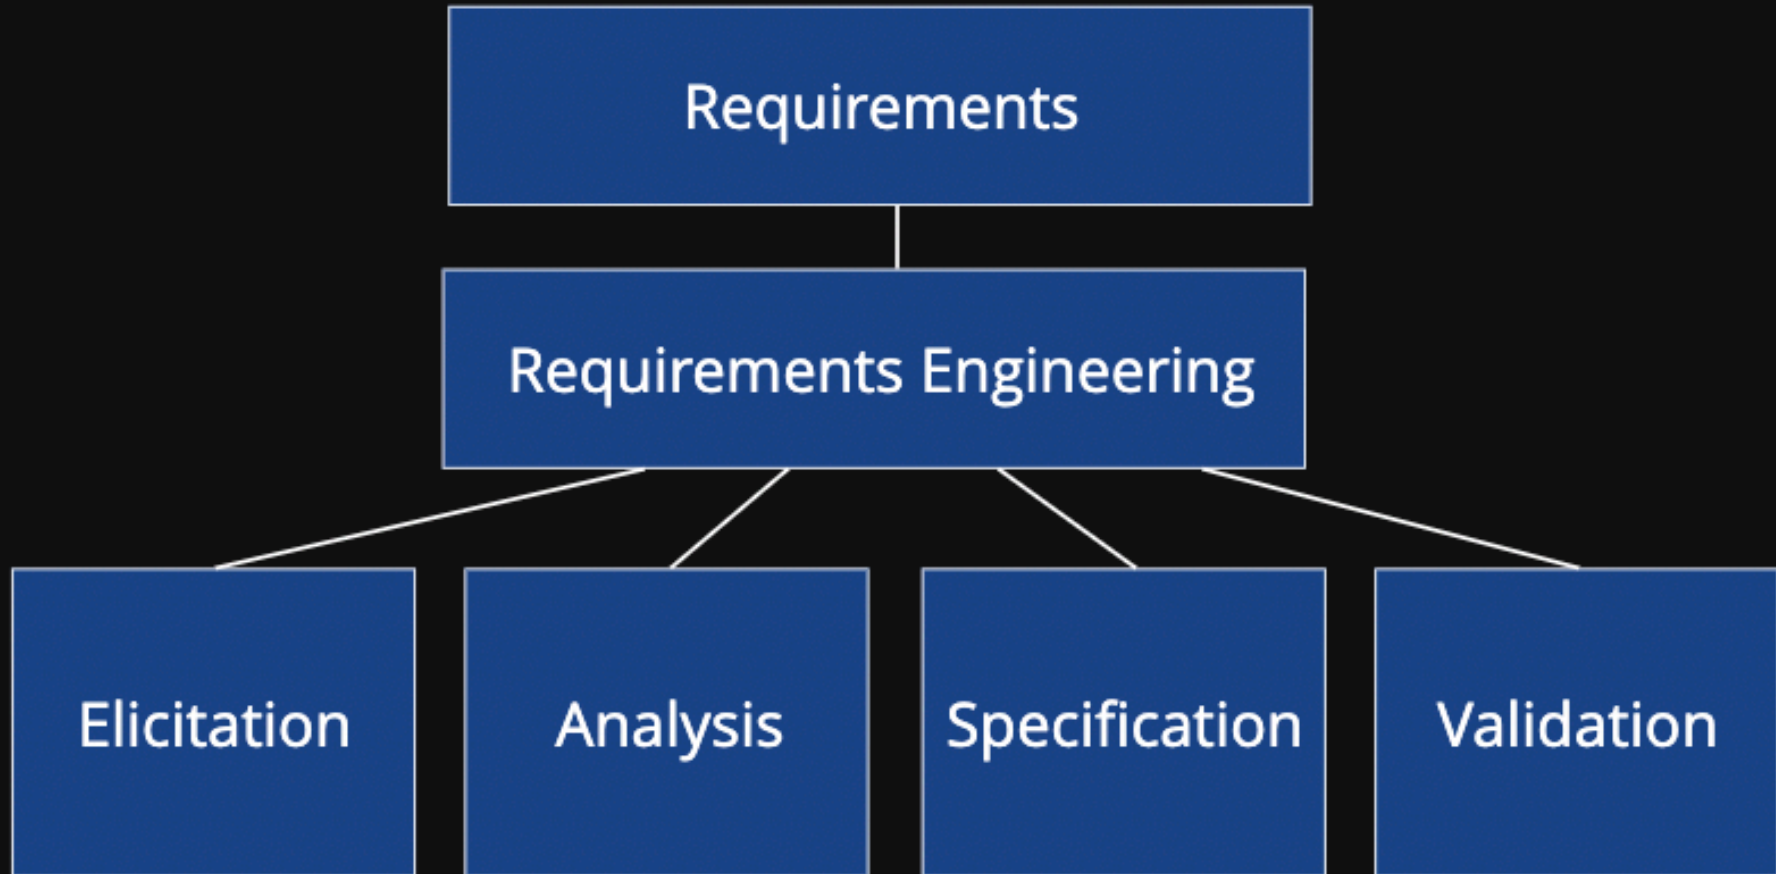 Requirements
Requirements Engineering
Elicitation
Analysis
Specification
Validation